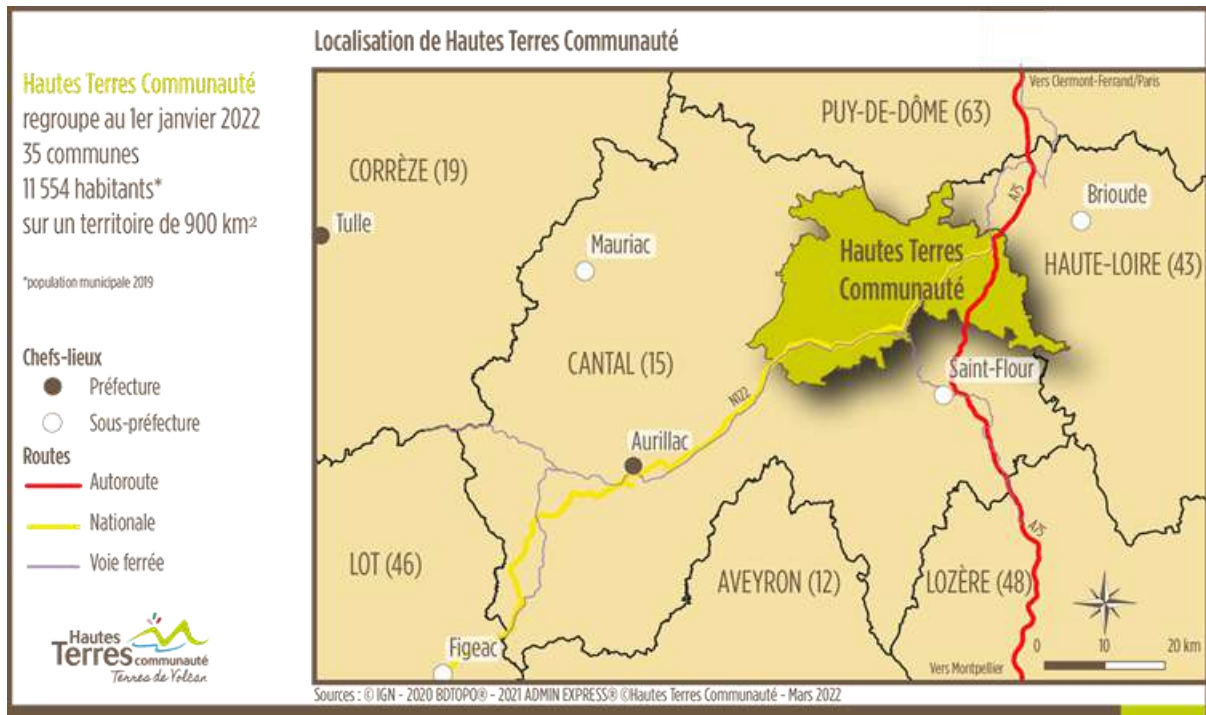 Localisation de Hautes Terres Communauté
Hautes Terres Communauté
regroupe au 1er janvier 2022
35 communes
11 554 habitants*
sur un territoire de 900 km²
*population municipale 2019
Chefs-lieux
Préfecture
Sous-préfecture
Routes
Autoroute
Nationale
Voie ferrée
Hautes
Terres communauté
Terres de Volcan
Vers Clermont-Ferrand/Paris
PUY-DE-DÔME (63)
CORRÈZE (19)
A75
Brioude
Tulle
Mauriac
Hautes Terres
Communauté
HAUTE-LOIRE (43)
CANTAL (15)
Saint-Flour
N122
Aurillac
A75
LOT (46)
AVEYRON (12)
LOZÈRE (48)
Figeac
0 10 20 km
Vers Montpellier
Sources : © IGN - 2020 BDTOPO® - 2021 ADMIN EXPRESS® ©Hautes Terres Communauté - Mars 2022